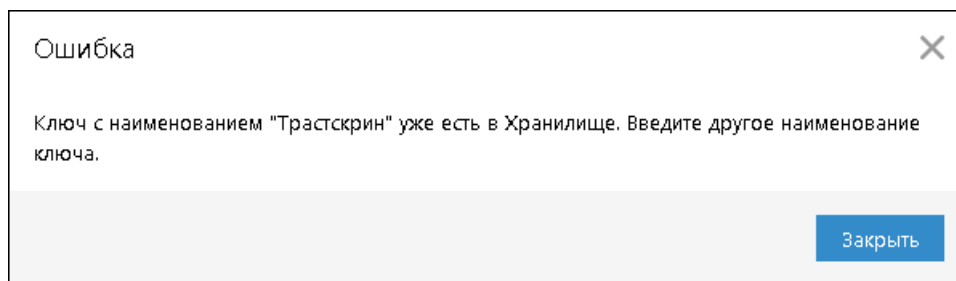 Ошибка
Ключ с наименованием "Трастскрин" уже есть в Хранилище. Введите другое наименование
ключа.
Закрыть